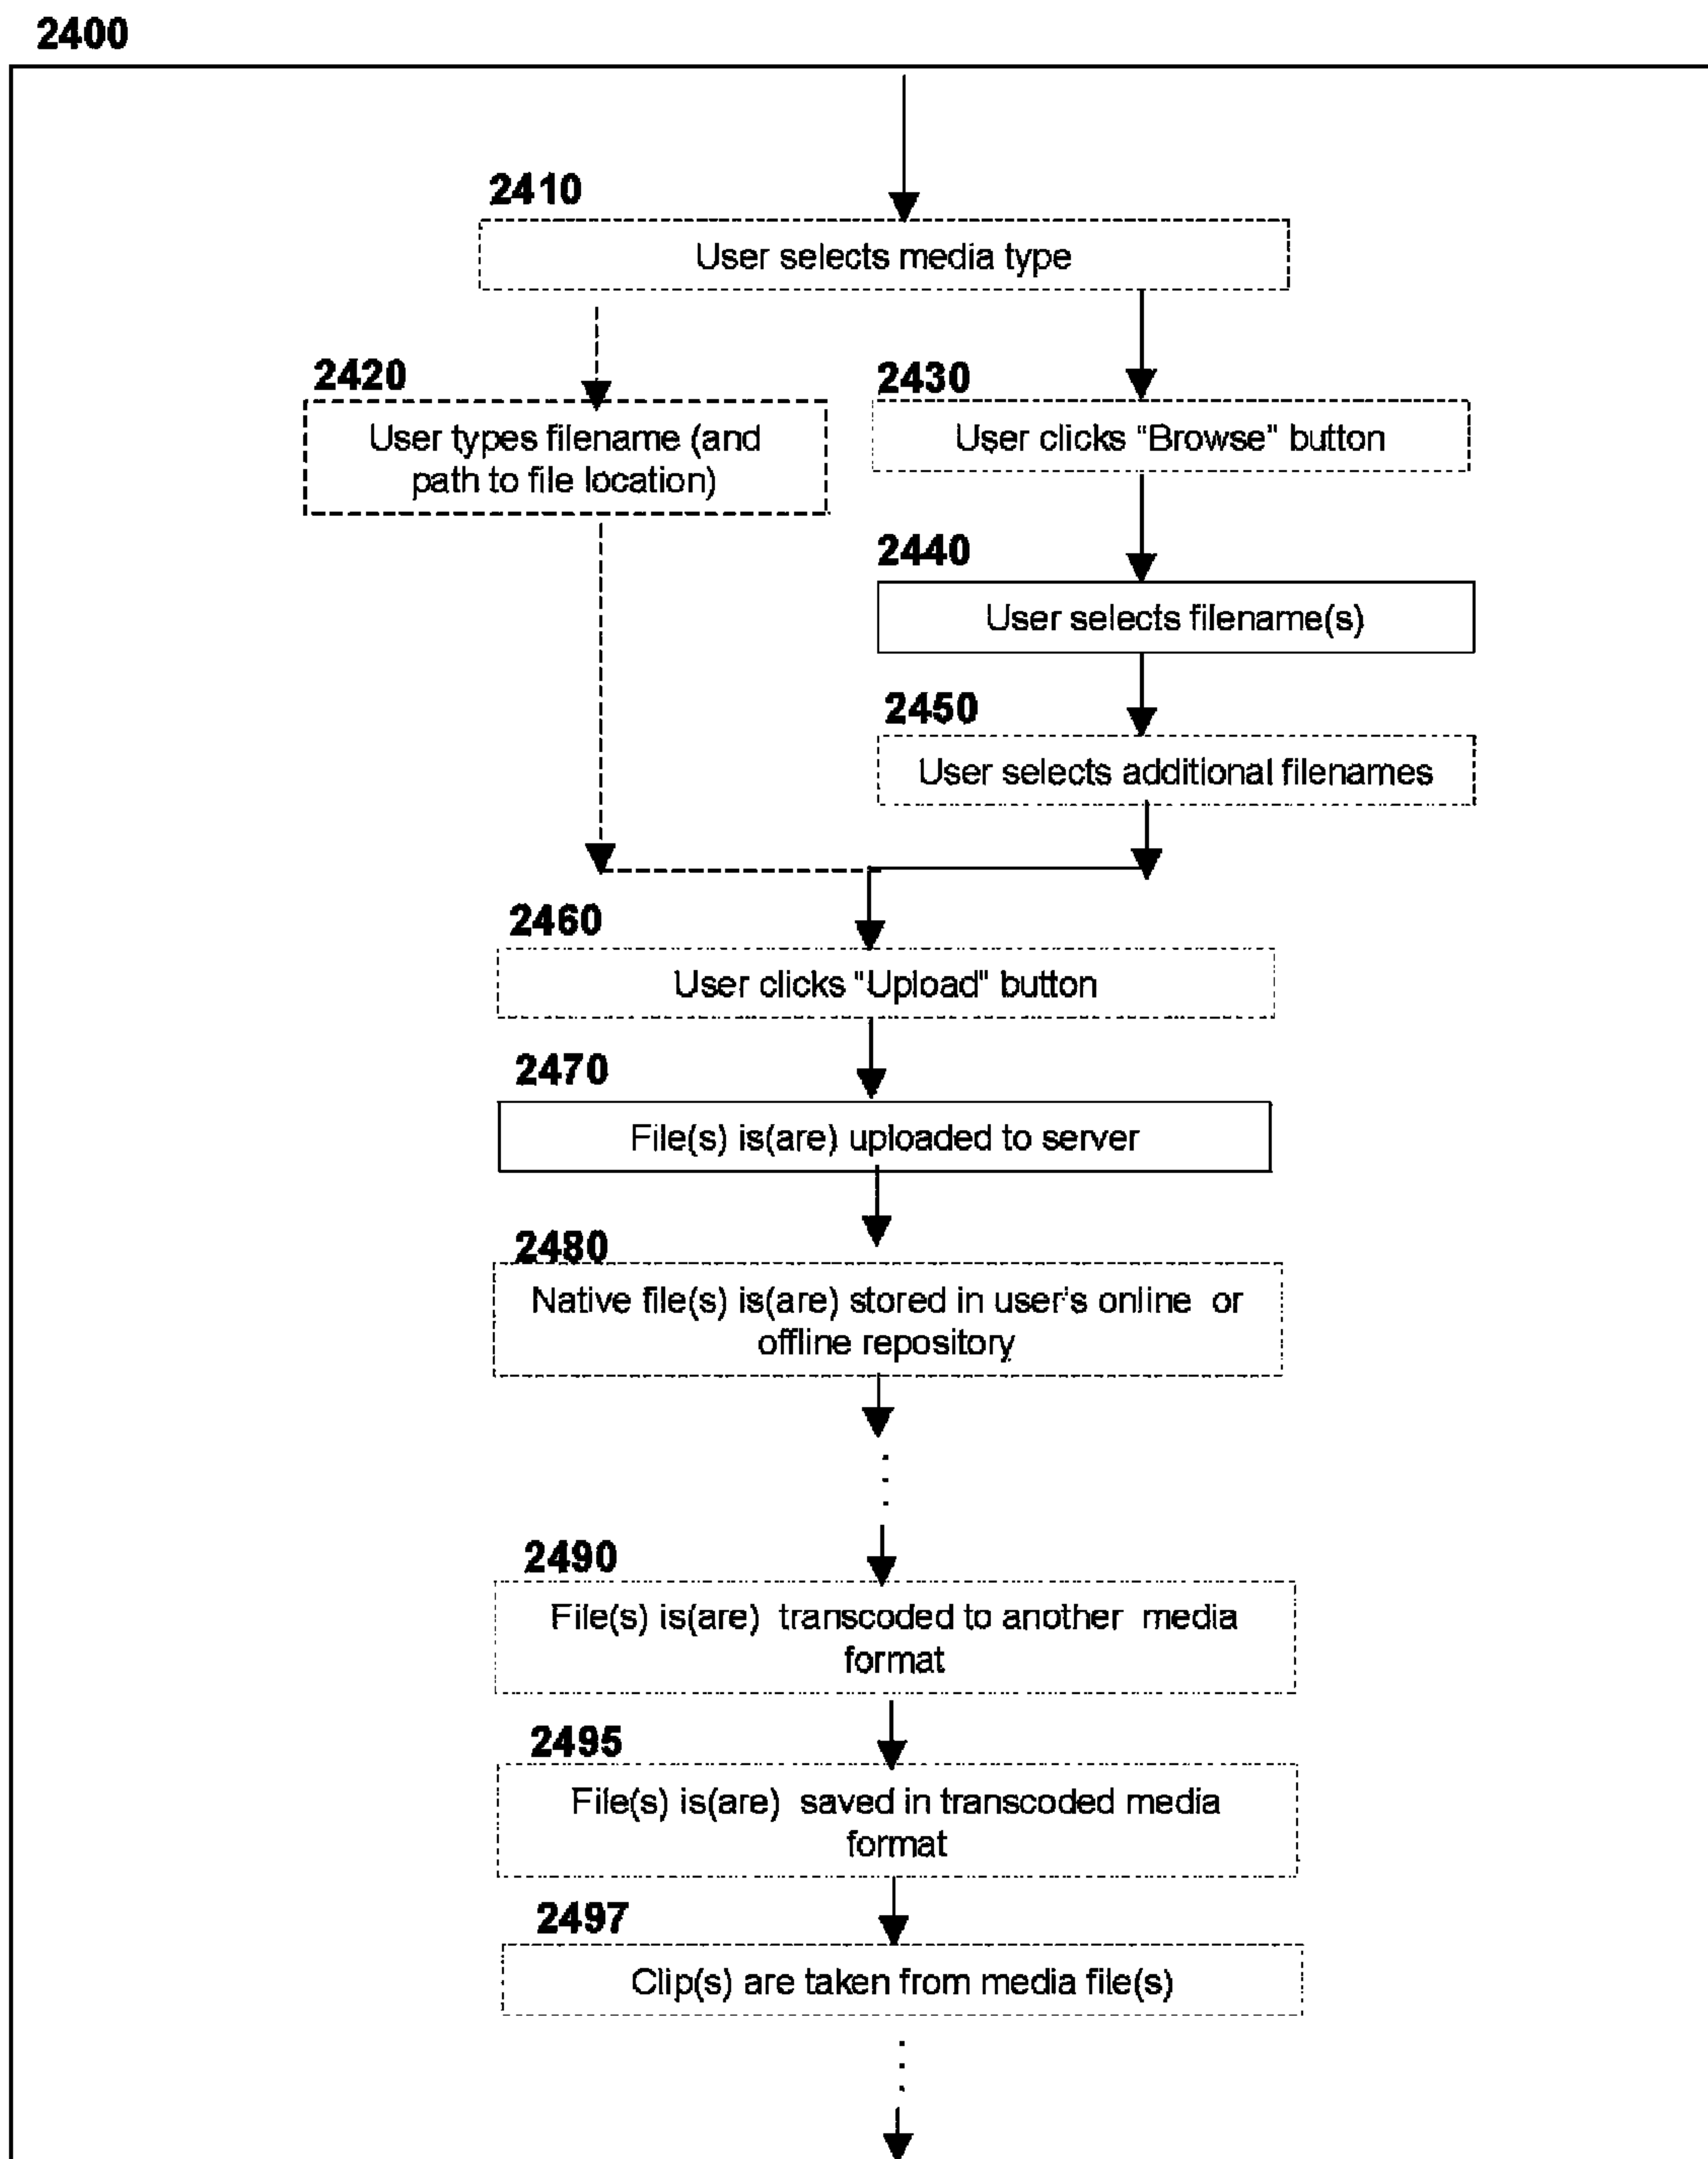 2400
2410
User selects media type
2420
User types filename (and
path to file location)
2430
User clicks "Browse" button
2440
User selects filename(s)
2450
User selects additional filenames
2460
User clicks "Upload" button
2470
File(s) is(are) uploaded to server
2480
Native file(s) is(are) stored in user's online or
offline repository
2490
File(s) is(are) transcoded to another media
format
2495
File(s) is(are) saved in transcoded media
format
2497
Clip(s) are taken from media file(s)